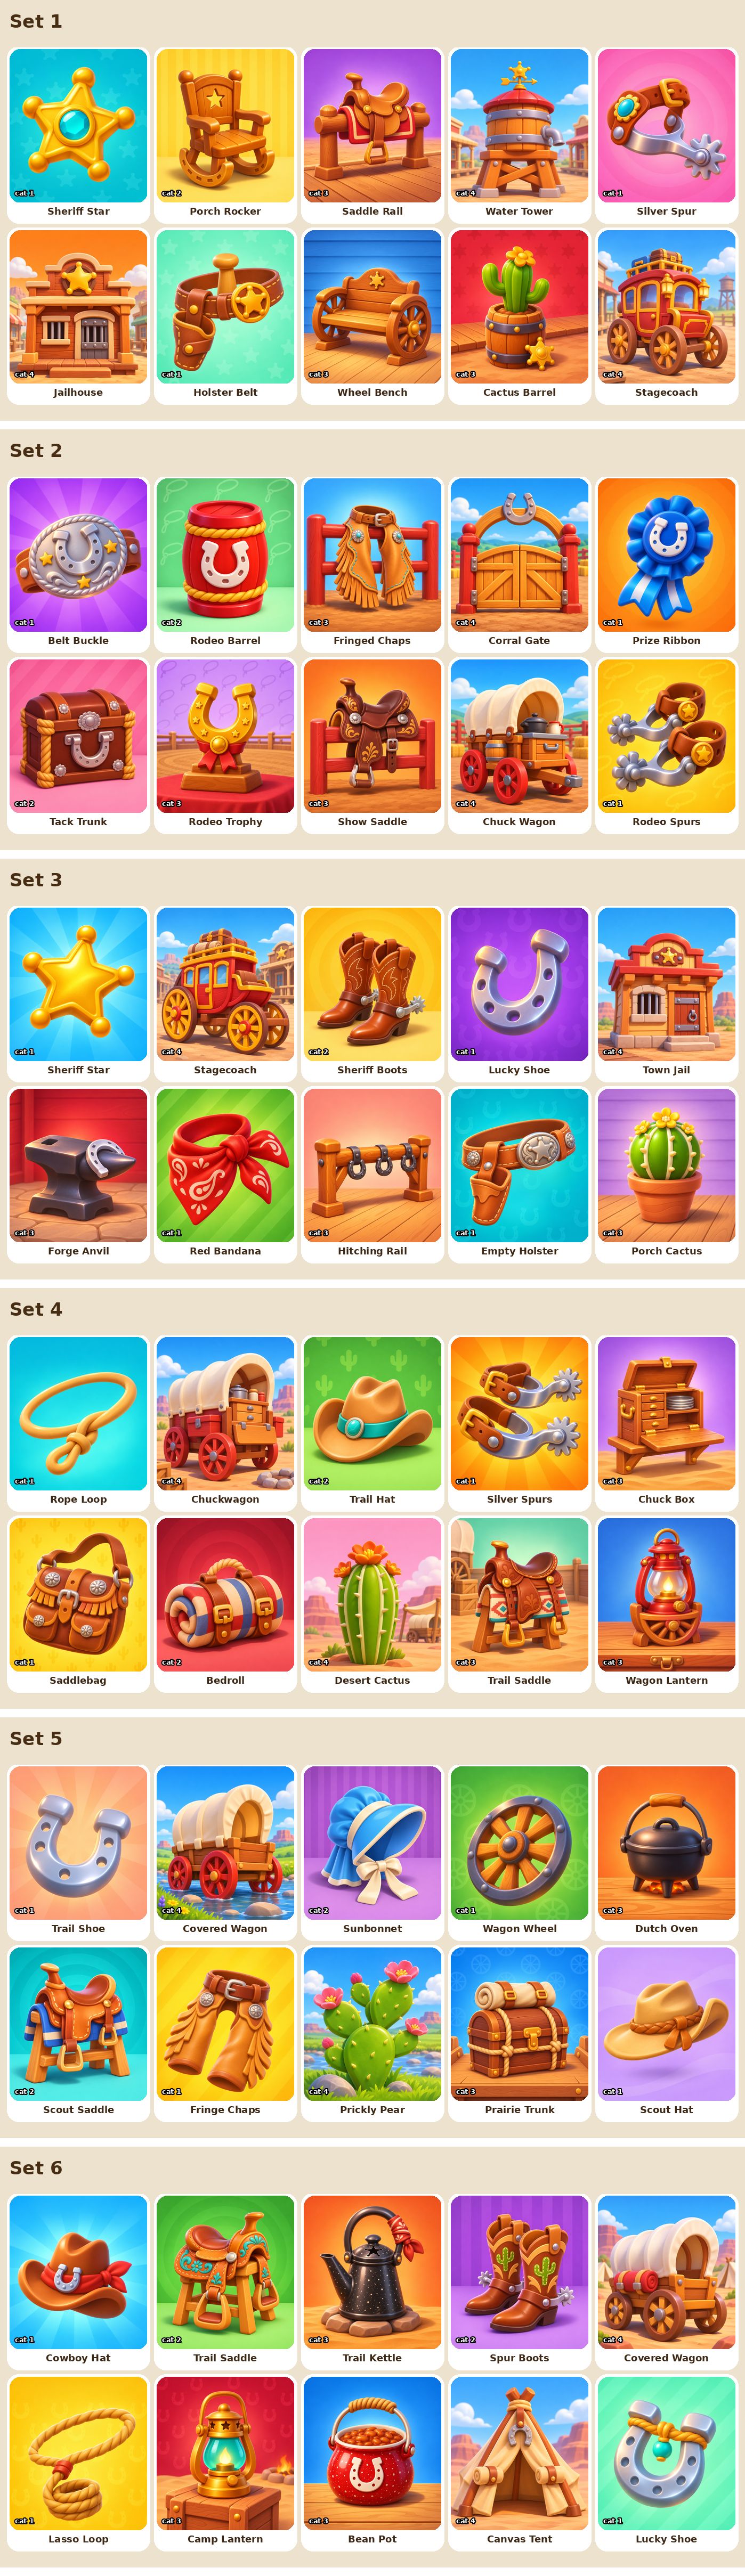 Set 1
cat 1
cat 2
cat 3
cat 4
cat 1
Sheriff Star
Porch Rocker
Saddle Rail
Water Tower
Silver Spur
cat 4
cat 1
cat 3
cat 3
cat 4
Jailhouse
Holster Belt
Wheel Bench
Cactus Barrel
Stagecoach
Set 2
cat 1
cat 2
cat 3
cat 4
cat 1
Belt Buckle
Rodeo Barrel
Fringed Chaps
Corral Gate
Prize Ribbon
cat 2
cat 3
cat 3
cat 4
cat 1
Tack Trunk
Rodeo Trophy
Show Saddle
Chuck Wagon
Rodeo Spurs
Set 3
cat 1
cat 4
cat 2
cat 1
cat 4
Sheriff Star
Stagecoach
Sheriff Boots
Lucky Shoe
Town Jail
cat 3
cat 1
cat 3
cat 1
cat 3
Forge Anvil
Red Bandana
Hitching Rail
Empty Holster
Porch Cactus
Set 4
cat 1
cat 4
cat 2
cat 1
cat 3
Rope Loop
Chuckwagon
Trail Hat
Silver Spurs
Chuck Box
cat 1
cat 2
cat 4
cat 3
cat 3
Saddlebag
Bedroll
Desert Cactus
Trail Saddle
Wagon Lantern
Set 5
cat 1
cat 4
cat 2
cat 1
cat 3
Trail Shoe
Covered Wagon
Sunbonnet
Wagon Wheel
Dutch Oven
cat 2
cat 1
cat 4
cat 3
cat 1
Scout Saddle
Fringe Chaps
Prickly Pear
Prairie Trunk
Scout Hat
Set 6
cat 1
cat 2
cat 3
cat 2
cat 4
Cowboy Hat
Trail Saddle
Trail Kettle
Spur Boots
Covered Wagon
cat 1
cat 3
cat 3
cat 4
cat 1
Lasso Loop
Camp Lantern
Bean Pot
Canvas Tent
Lucky Shoe